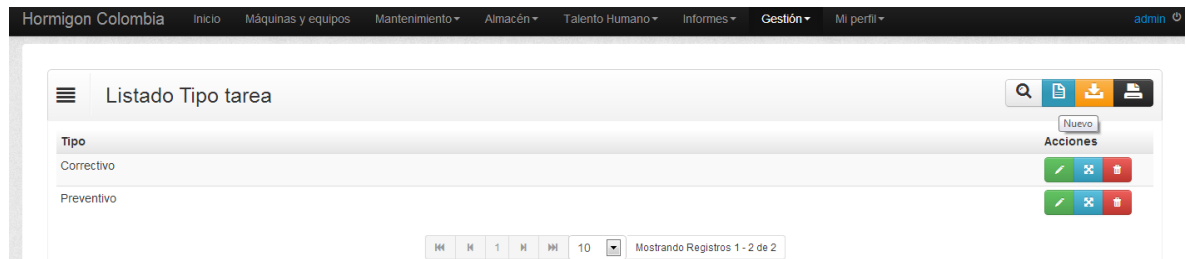 Hormigon Colombia Inicio Máquinas y equipos Mantenimiento Almacén Talento Humano Informes Gestión Mi perfil admin
Listado Tipo tarea
Nuevo
Tipo Acciones
Correctivo
Preventivo
1 10 Mostrando Registros 1 - 2 de 2